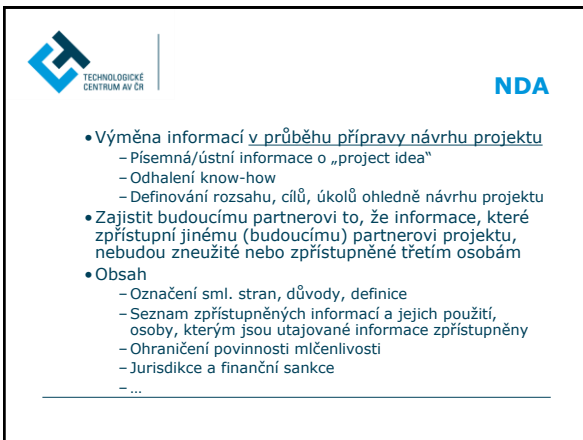 TECHNOLOGICKÉ
CENTRUM AV ČR
NDA
•Výměna informací v průběhu přípravy návrhu projektu
–Písemná/ústní informace o „project idea“
–Odhalení know-how
–Definování rozsahu, cílů, úkolů ohledně návrhu projektu
•Zajistit budoucímu partnerovi to, že informace, které
zpřístupní jinému (budoucímu) partnerovi projektu,
nebudou zneužité nebo zpřístupněné třetím osobám
•Obsah
–Označení sml. stran, důvody, definice
–Seznam zpřístupněných informací a jejich použití,
osoby, kterým jsou utajované informace zpřístupněny
–Ohraničení povinnosti mlčenlivosti
–Jurisdikce a finanční sankce
–…